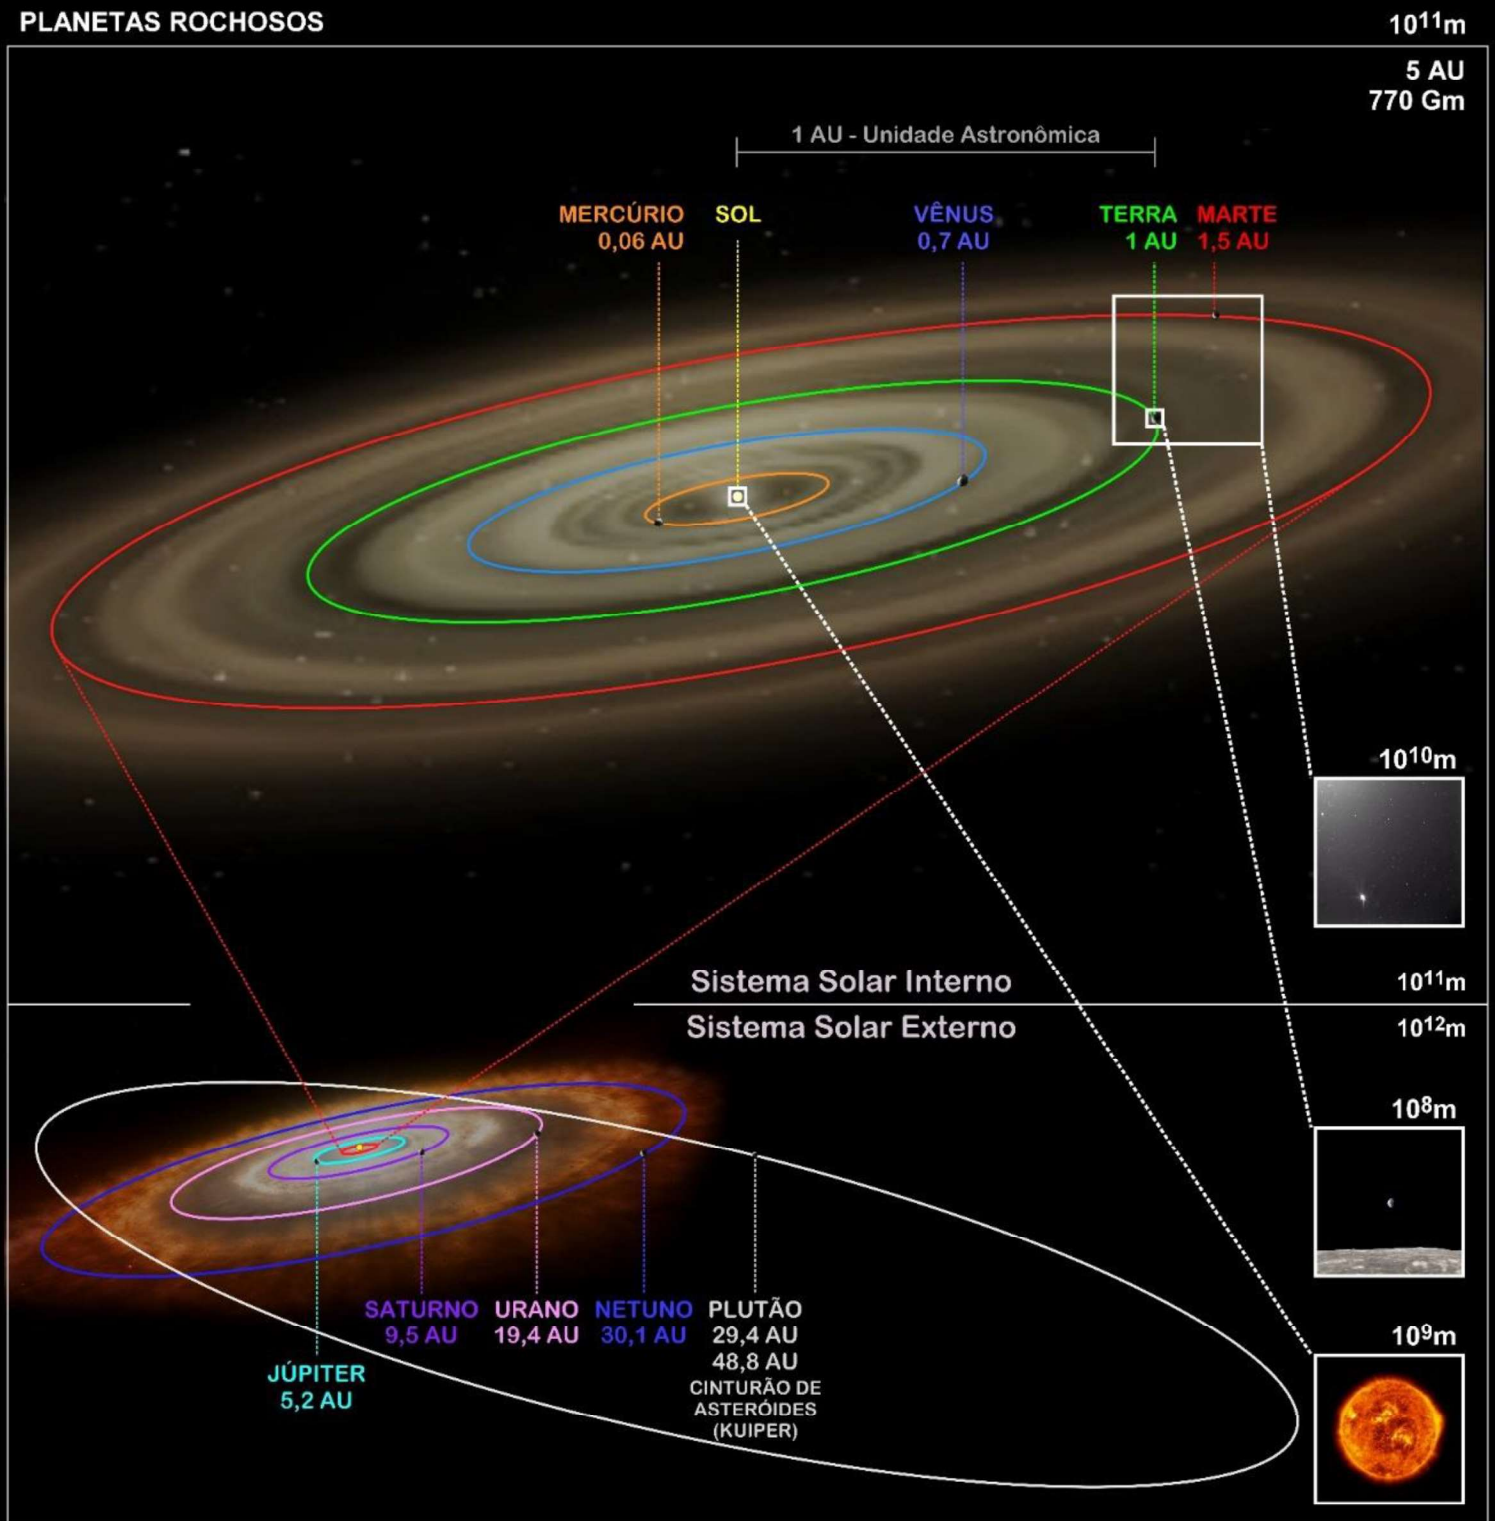 PLANETAS ROCHOSOS
10¹¹m
5 AU
770 Gm
1 AU - Unidade Astronômica
MERCÚRIO
0,06 AU
SOL
VÊNUS
0,7 AU
TERRA
1 AU
MARTE
1,5 AU
10¹⁰m
Sistema Solar Interno
10¹¹m
Sistema Solar Externo
10¹²m
10⁸m
SATURNO
9,5 AU
URANO
19,4 AU
NETUNO
30,1 AU
PLUTÃO
29,4 AU
48,8 AU
CINTURÃO DE
ASTERÓIDES
(KUIPER)
JÚPITER
5,2 AU
10⁹m